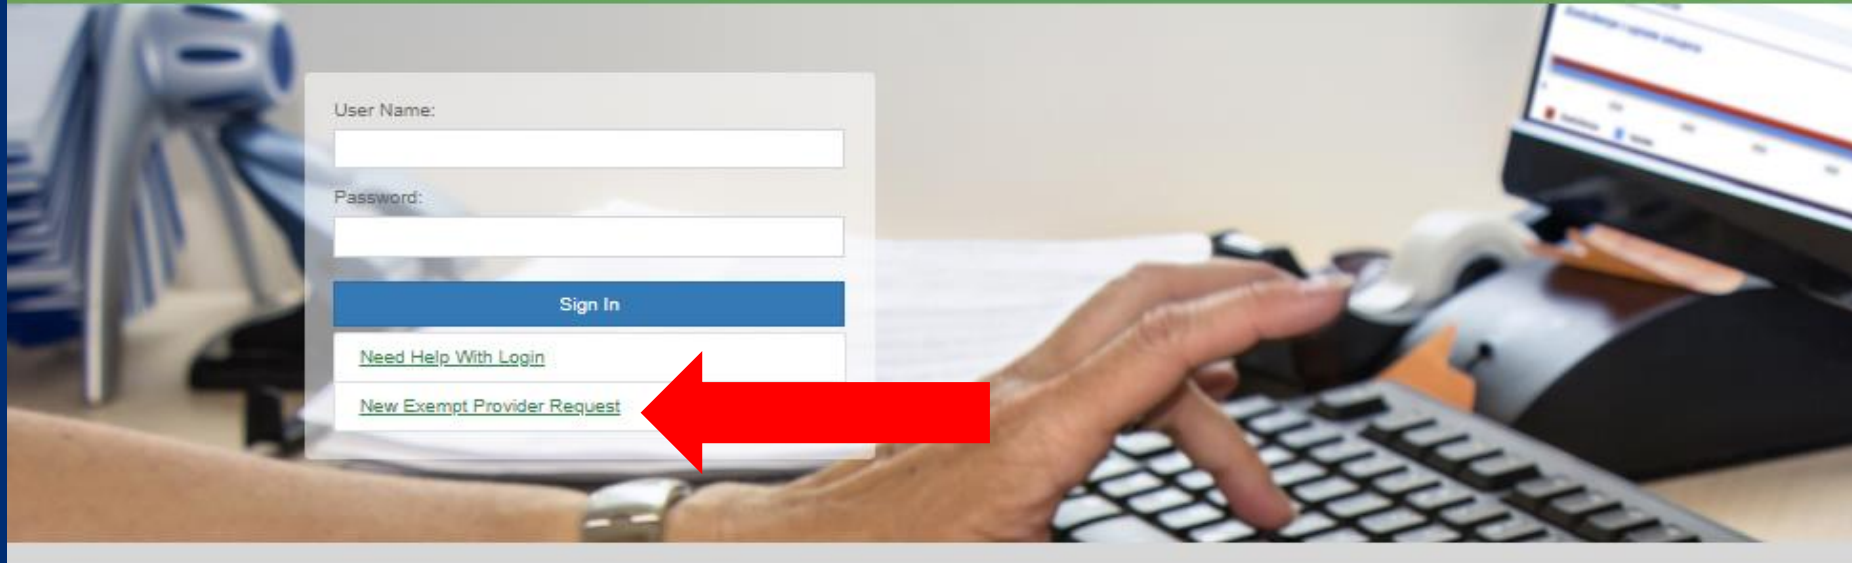 User Name:
Password:
Sign In
Need Help With Login
New Exempt Provider Request